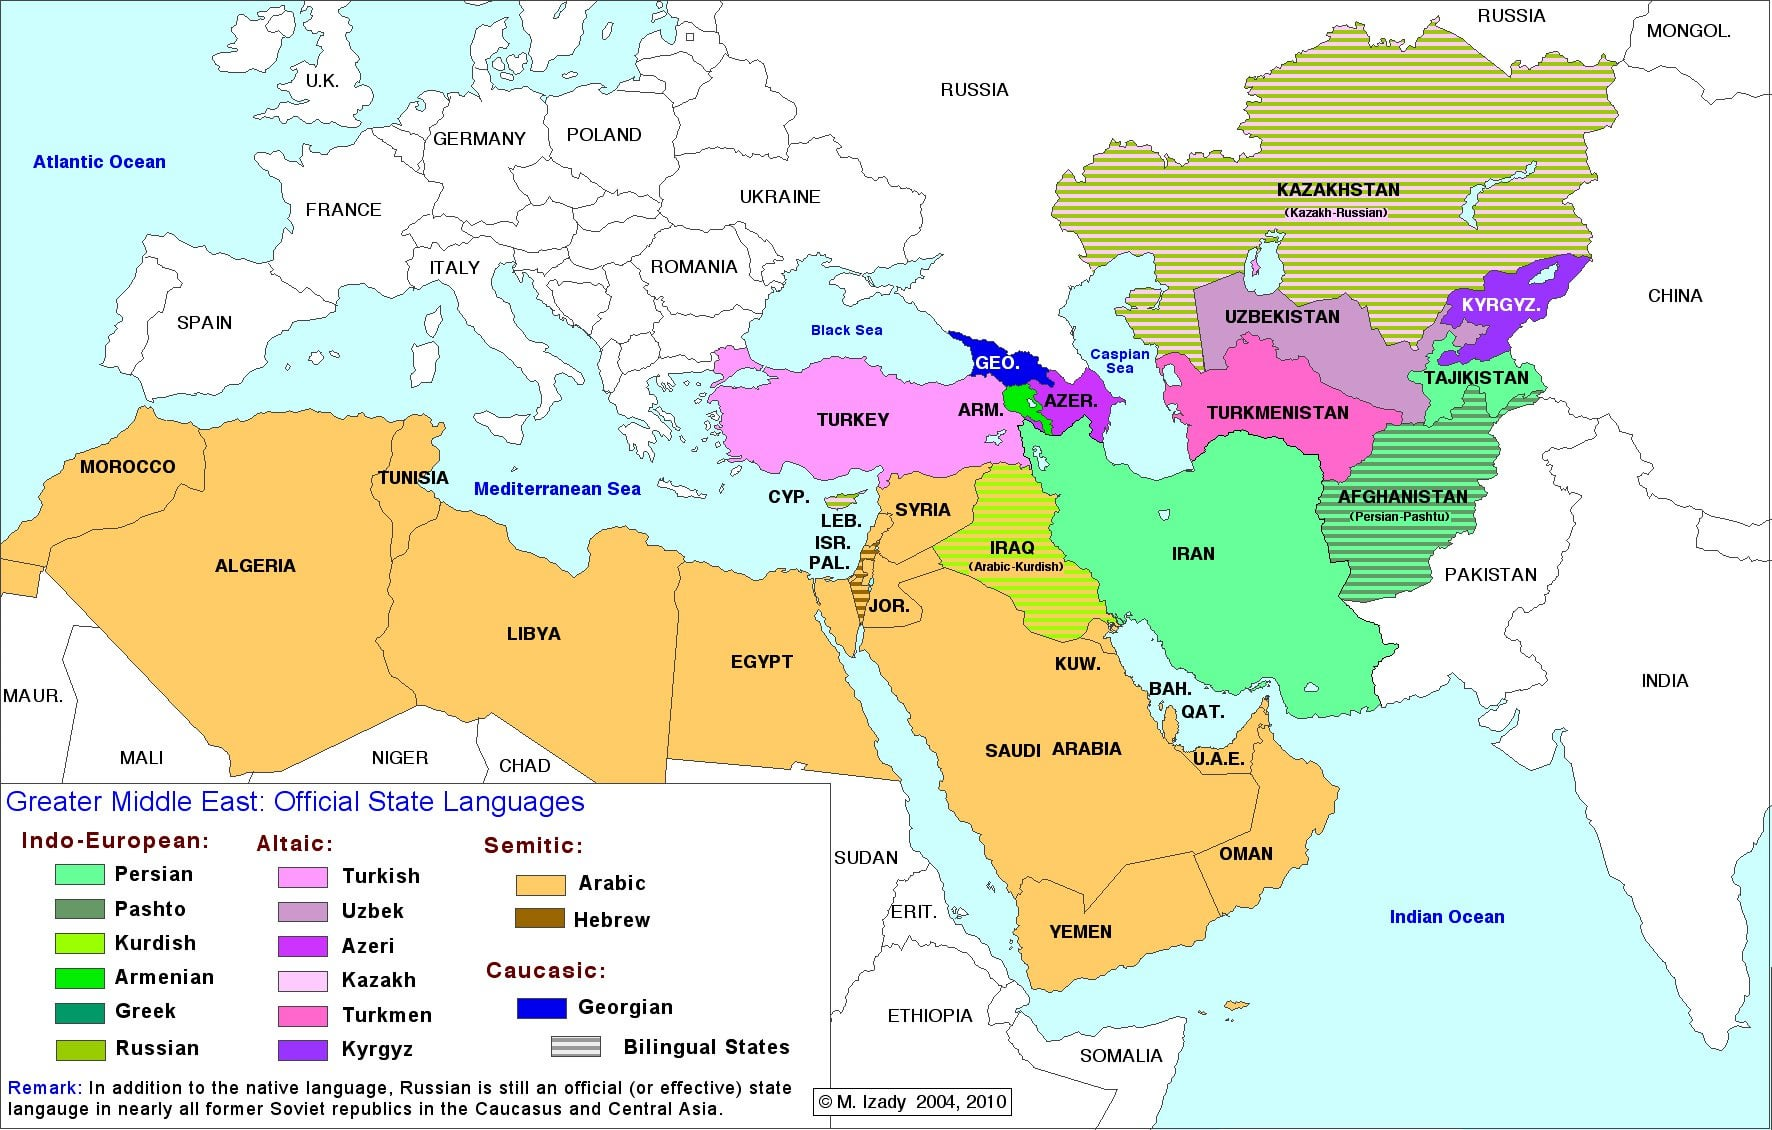 RUSSIA
MONGOL.
U.K.
RUSSIA
GERMANY
POLAND
Atlantic Ocean
KAZAKHSTAN
(Kazakh-Russian)
UKRAINE
FRANCE
ITALY
ROMANIA
CHINA
KYRGYZ.
UZBEKISTAN
SPAIN
Black Sea
Caspian
Sea
GEO.
TAJIKISTAN
AZER.
ARM.
TURKMENISTAN
TURKEY
MOROCCO
TUNISIA
Mediterranean Sea
CYP.
AFGHANISTAN
(Persian-Pashtu)
SYRIA
LEB.
ISR.
PAL.
IRAQ
(Arabic-Kurdish)
IRAN
ALGERIA
PAKISTAN
JOR.
LIBYA
EGYPT
KUW.
INDIA
BAH.
MAUR.
QAT.
SAUDI ARABIA
MALI
NIGER
CHAD
U.A.E.
OMAN
SUDAN
ERIT.
YEMEN
Indian Ocean
ETHIOPIA
SOMALIA
Greater Middle East: Official State Languages
Indo-European:
Persian
Pashto
Kurdish
Armenian
Greek
Russian
Altaic:
Turkish
Uzbek
Azeri
Kazakh
Turkmen
Kyrgyz
Semitic:
Arabic
Hebrew
Caucasic:
Georgian
Bilingual States
Remark: In addition to the native language, Russian is still an official (or effective) state
langauge in nearly all former Soviet republics in the Caucasus and Central Asia.
© M. Izady 2004, 2010